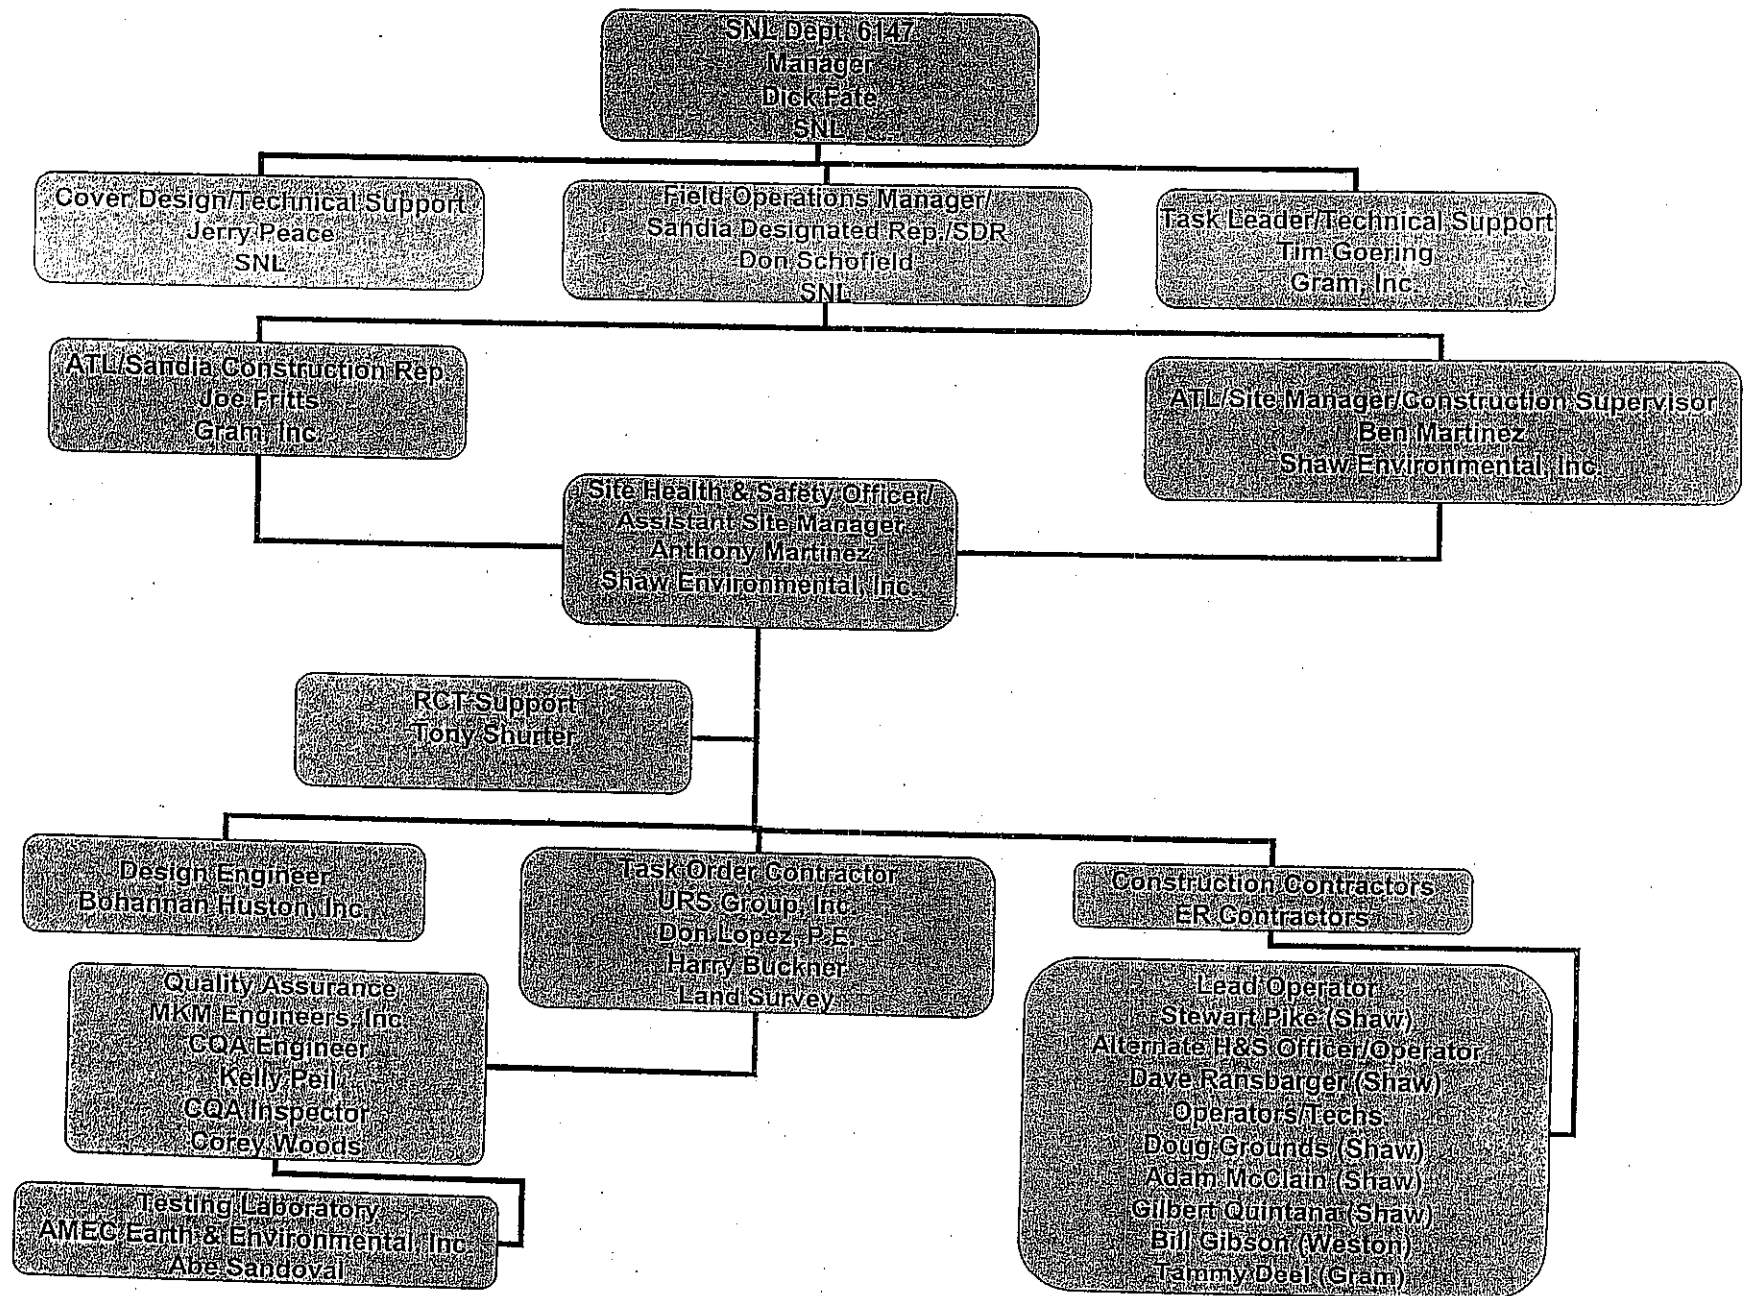 SNL Dept. 6147
Manager
Dick Fate
SNL
Cover Design/Technical Support
Jerry Peace
SNL
Field Operations Manager/
Sandia Designated Rep./SDR
Don Schofield
SNL
Task Leader/Technical Support
Tim Goering
Gram, Inc.
ATL/Sandia Construction Rep
Joe Fritts
Gram, Inc.
ATL/Site Manager/Construction Supervisor
Ben Martinez
Shaw Environmental, Inc.
Site Health & Safety Officer/
Assistant Site Manager
Anthony Martinez
Shaw Environmental, Inc.
RCT Support
Tony Shurter
Design Engineer
Bohannan Huston, Inc.
Task Order Contractor
URS Group, Inc.
Don Lopez, P.E.
Harry Buckner
Land Survey
Construction Contractors
ER Contractors
Quality Assurance
MKM Engineers, Inc.
CQA Engineer
Kelly Peil
CQA Inspector
Corey Woods
Lead Operator
Stewart Pike (Shaw)
Alternate H&S Officer/Operator
Dave Ransbarger (Shaw)
Operators/Techs
Doug Grounds (Shaw)
Adam McClain (Shaw)
Gilbert Quintana (Shaw)
Bill Gibson (Weston)
Tammy Deel (Gram)
Testing Laboratory
AMEC Earth & Environmental, Inc.
Abe Sandoval